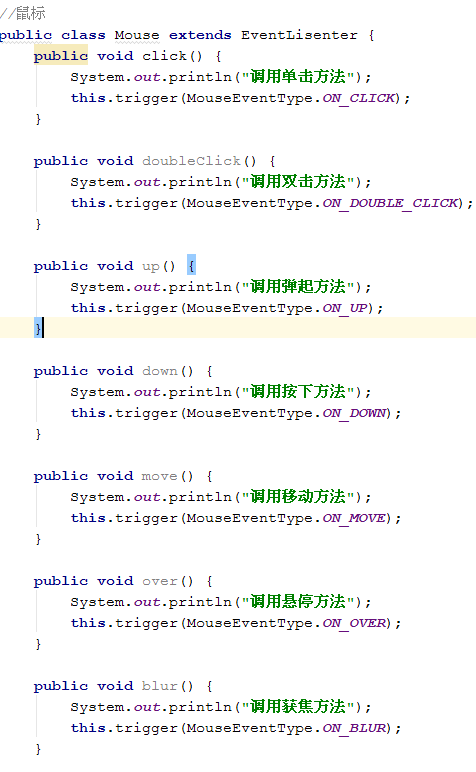 //鼠标
public class Mouse extends EventLisenter {
    public void click() {
        System.out.println("调用单击方法");
        this.trigger(MouseEventType.ON_CLICK);
    }

    public void doubleClick() {
        System.out.println("调用双击方法");
        this.trigger(MouseEventType.ON_DOUBLE_CLICK);
    }

    public void up() {
        System.out.println("调用弹起方法");
        this.trigger(MouseEventType.ON_UP);
    }

    public void down() {
        System.out.println("调用按下方法");
        this.trigger(MouseEventType.ON_DOWN);
    }

    public void move() {
        System.out.println("调用移动方法");
        this.trigger(MouseEventType.ON_MOVE);
    }

    public void over() {
        System.out.println("调用悬停方法");
        this.trigger(MouseEventType.ON_OVER);
    }

    public void blur() {
        System.out.println("调用获焦方法");
        this.trigger(MouseEventType.ON_BLUR);
    }